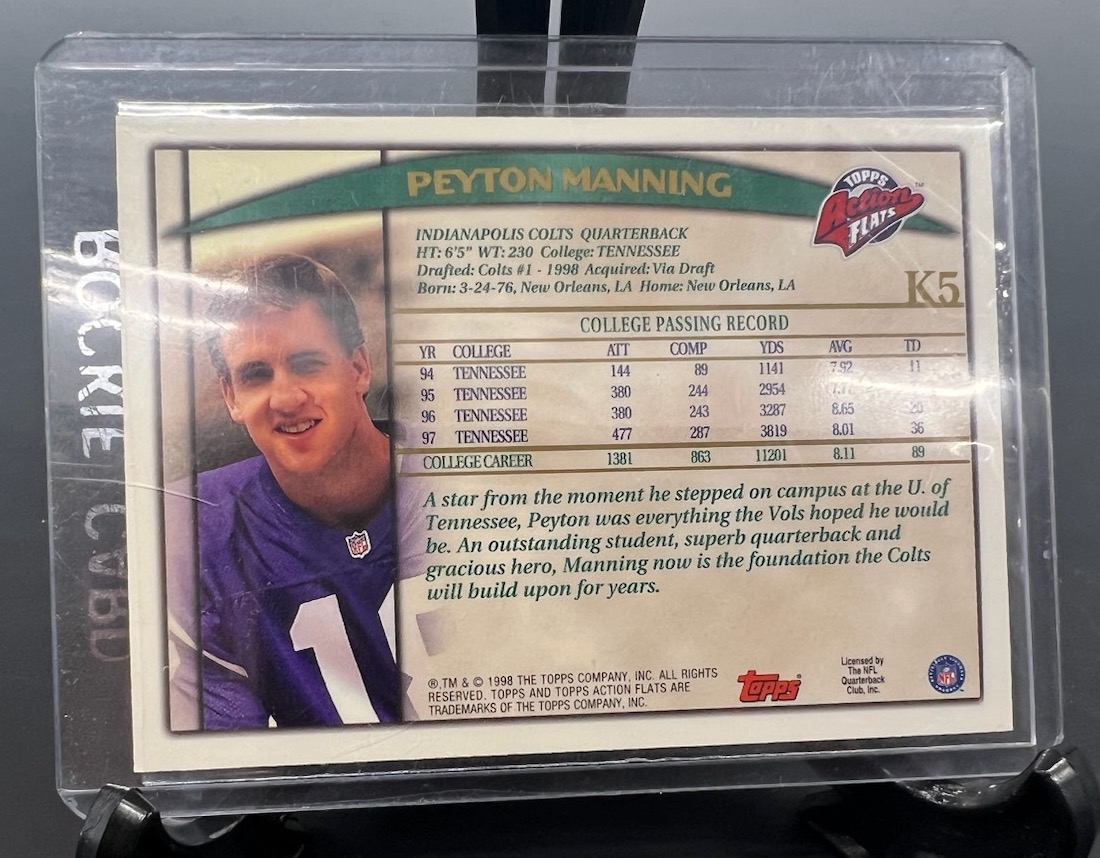 PEYTON MANNING
TOPPS
Action
FLATS™
INDIANAPOLIS COLTS QUARTERBACK
HT: 6'5" WT: 230 College: TENNESSEE
Drafted: Colts #1 - 1998 Acquired: Via Draft
Born: 3-24-76, New Orleans, LA Home: New Orleans, LA
K5
COLLEGE PASSING RECORD
YR COLLEGE ATT COMP YDS AVG TD
94 TENNESSEE 144 89 1141 7.92 11
95 TENNESSEE 380 244 2954
96 TENNESSEE 380 243 3287 8.65 20
97 TENNESSEE 477 287 3819 8.01 36
COLLEGE CAREER 1381 863 11201 8.11 89
A star from the moment he stepped on campus at the U. of
Tennessee, Peyton was everything the Vols hoped he would
be. An outstanding student, superb quarterback and
gracious hero, Manning now is the foundation the Colts
will build upon for years.
NFL
®,TM & © 1998 THE TOPPS COMPANY, INC. ALL RIGHTS
RESERVED. TOPPS AND TOPPS ACTION FLATS ARE
TRADEMARKS OF THE TOPPS COMPANY, INC.
topps®
Licensed by
The NFL
Quarterback
Club, Inc.
NFL